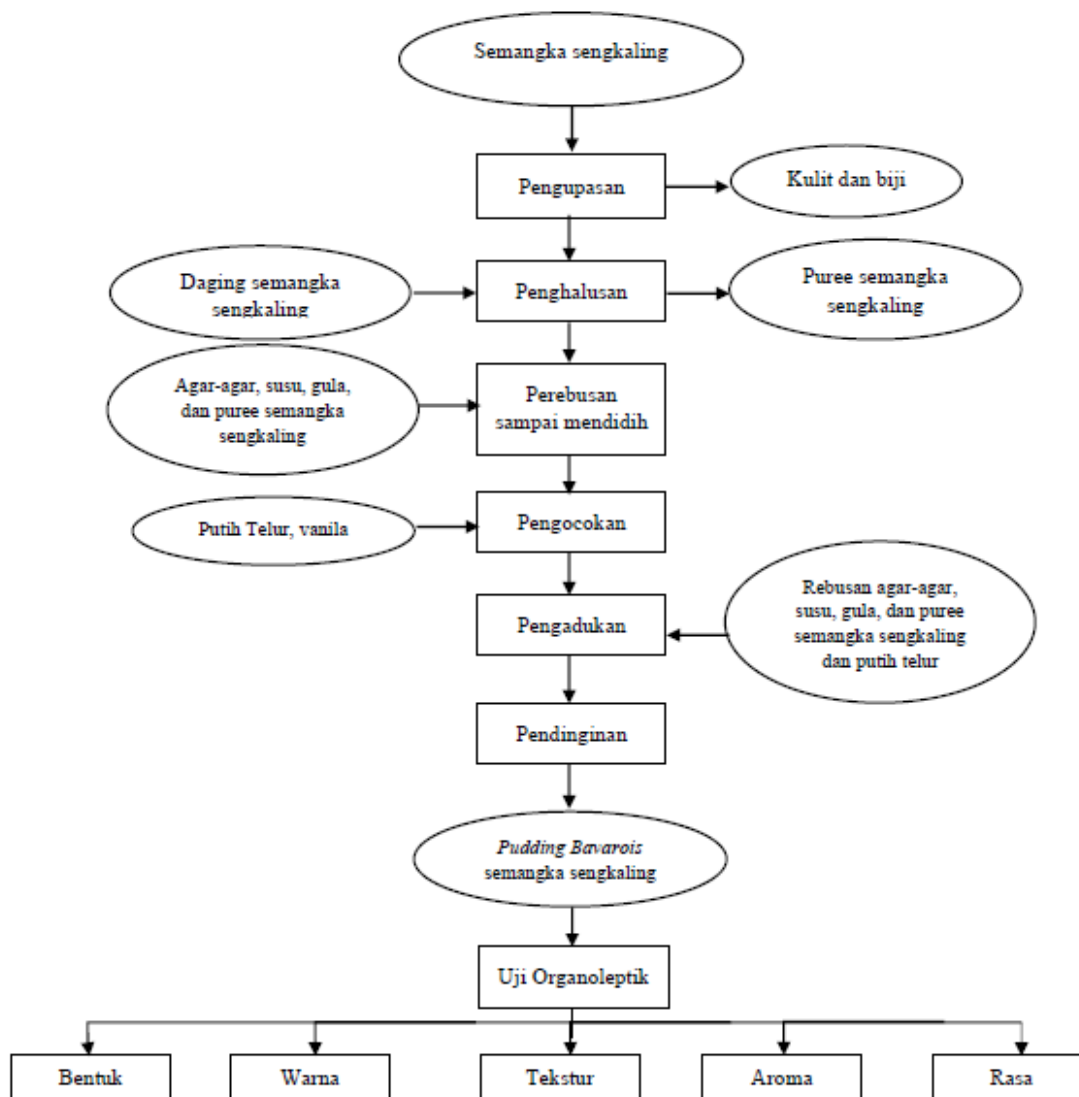 Semangka sengkaling
Pengupasan
Kulit dan biji
Daging semangka
sengkaling
Penghalusan
Puree semangka
sengkaling
Agar-agar, susu, gula,
dan puree semangka
sengkaling
Perebusan
sampai mendidih
Putih Telur, vanila
Pengocokan
Pengadukan
Rebusan agar-agar,
susu, gula, dan puree
semangka sengkaling
dan putih telur
Pendinginan
Pudding Bavarois
semangka sengkaling
Uji Organoleptik
Bentuk
Warna
Tekstur
Aroma
Rasa